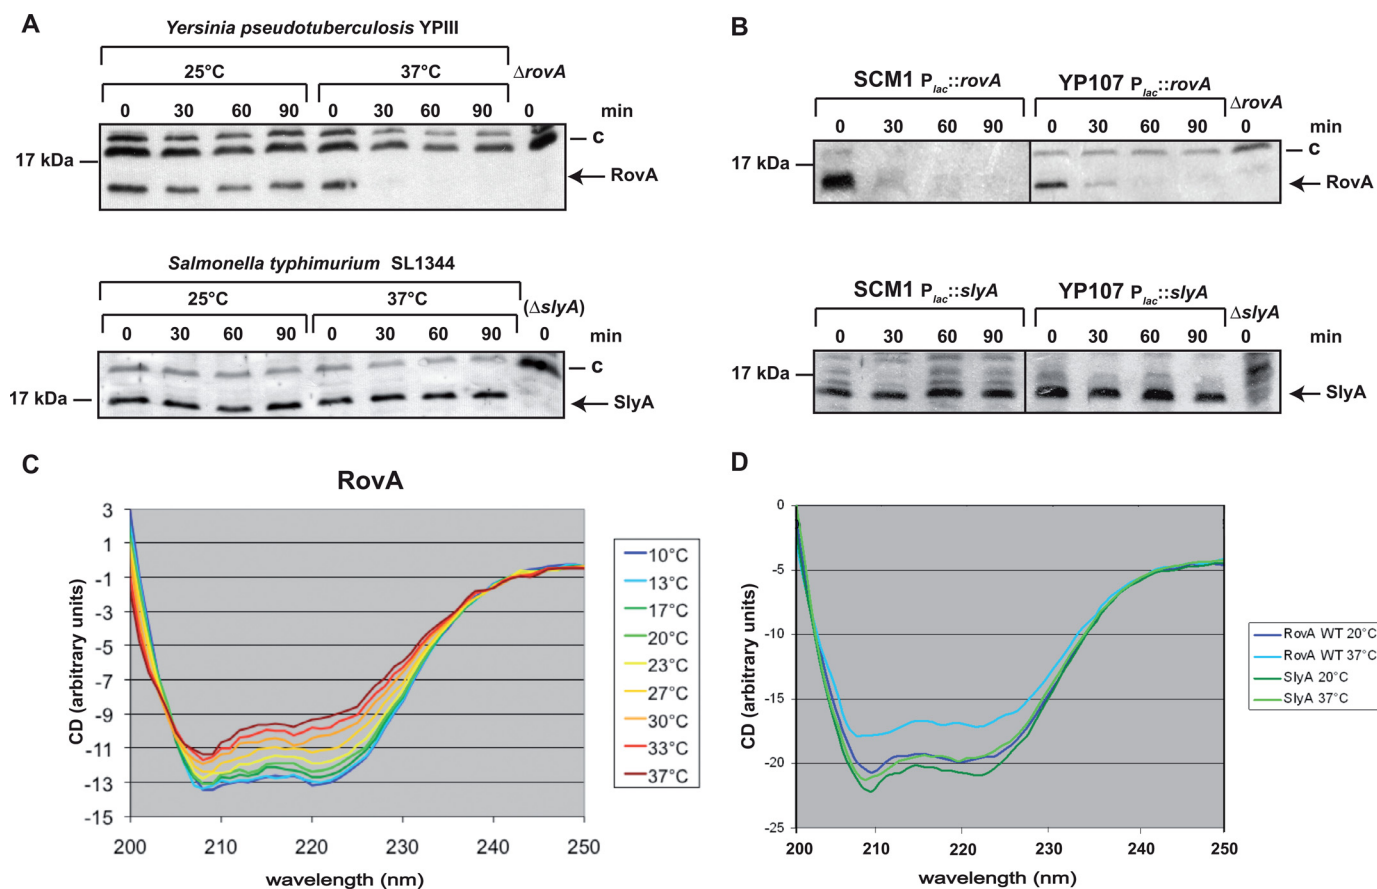 A
Yersinia pseudotuberculosis YPIII
25°C 37°C ΔrovA
0 30 60 90 0 30 60 90 0 min
17 kDa
c
RovA
Salmonella typhimurium SL1344
25°C 37°C (ΔslyA)
0 30 60 90 0 30 60 90 0 min
c
17 kDa
SlyA
B
SCM1 Plac::rovA YP107 Plac::rovA ΔrovA
0 30 60 90 0 30 60 90 0 min
c
17 kDa
RovA
SCM1 Plac::slyA YP107 Plac::slyA ΔslyA
0 30 60 90 0 30 60 90 0 min
17 kDa
SlyA
C
RovA
CD (arbitrary units)
3
1
-1
-3
-5
-7
-9
-11
-13
-15
200 210 220 230 240 250
wavelength (nm)
10°C
13°C
17°C
20°C
23°C
27°C
30°C
33°C
37°C
D
CD (arbitrary units)
0
-5
-10
-15
-20
-25
200 210 220 230 240 250
wavelength (nm)
RovA WT 20°C
RovA WT 37°C
SlyA 20°C
SlyA 37°C